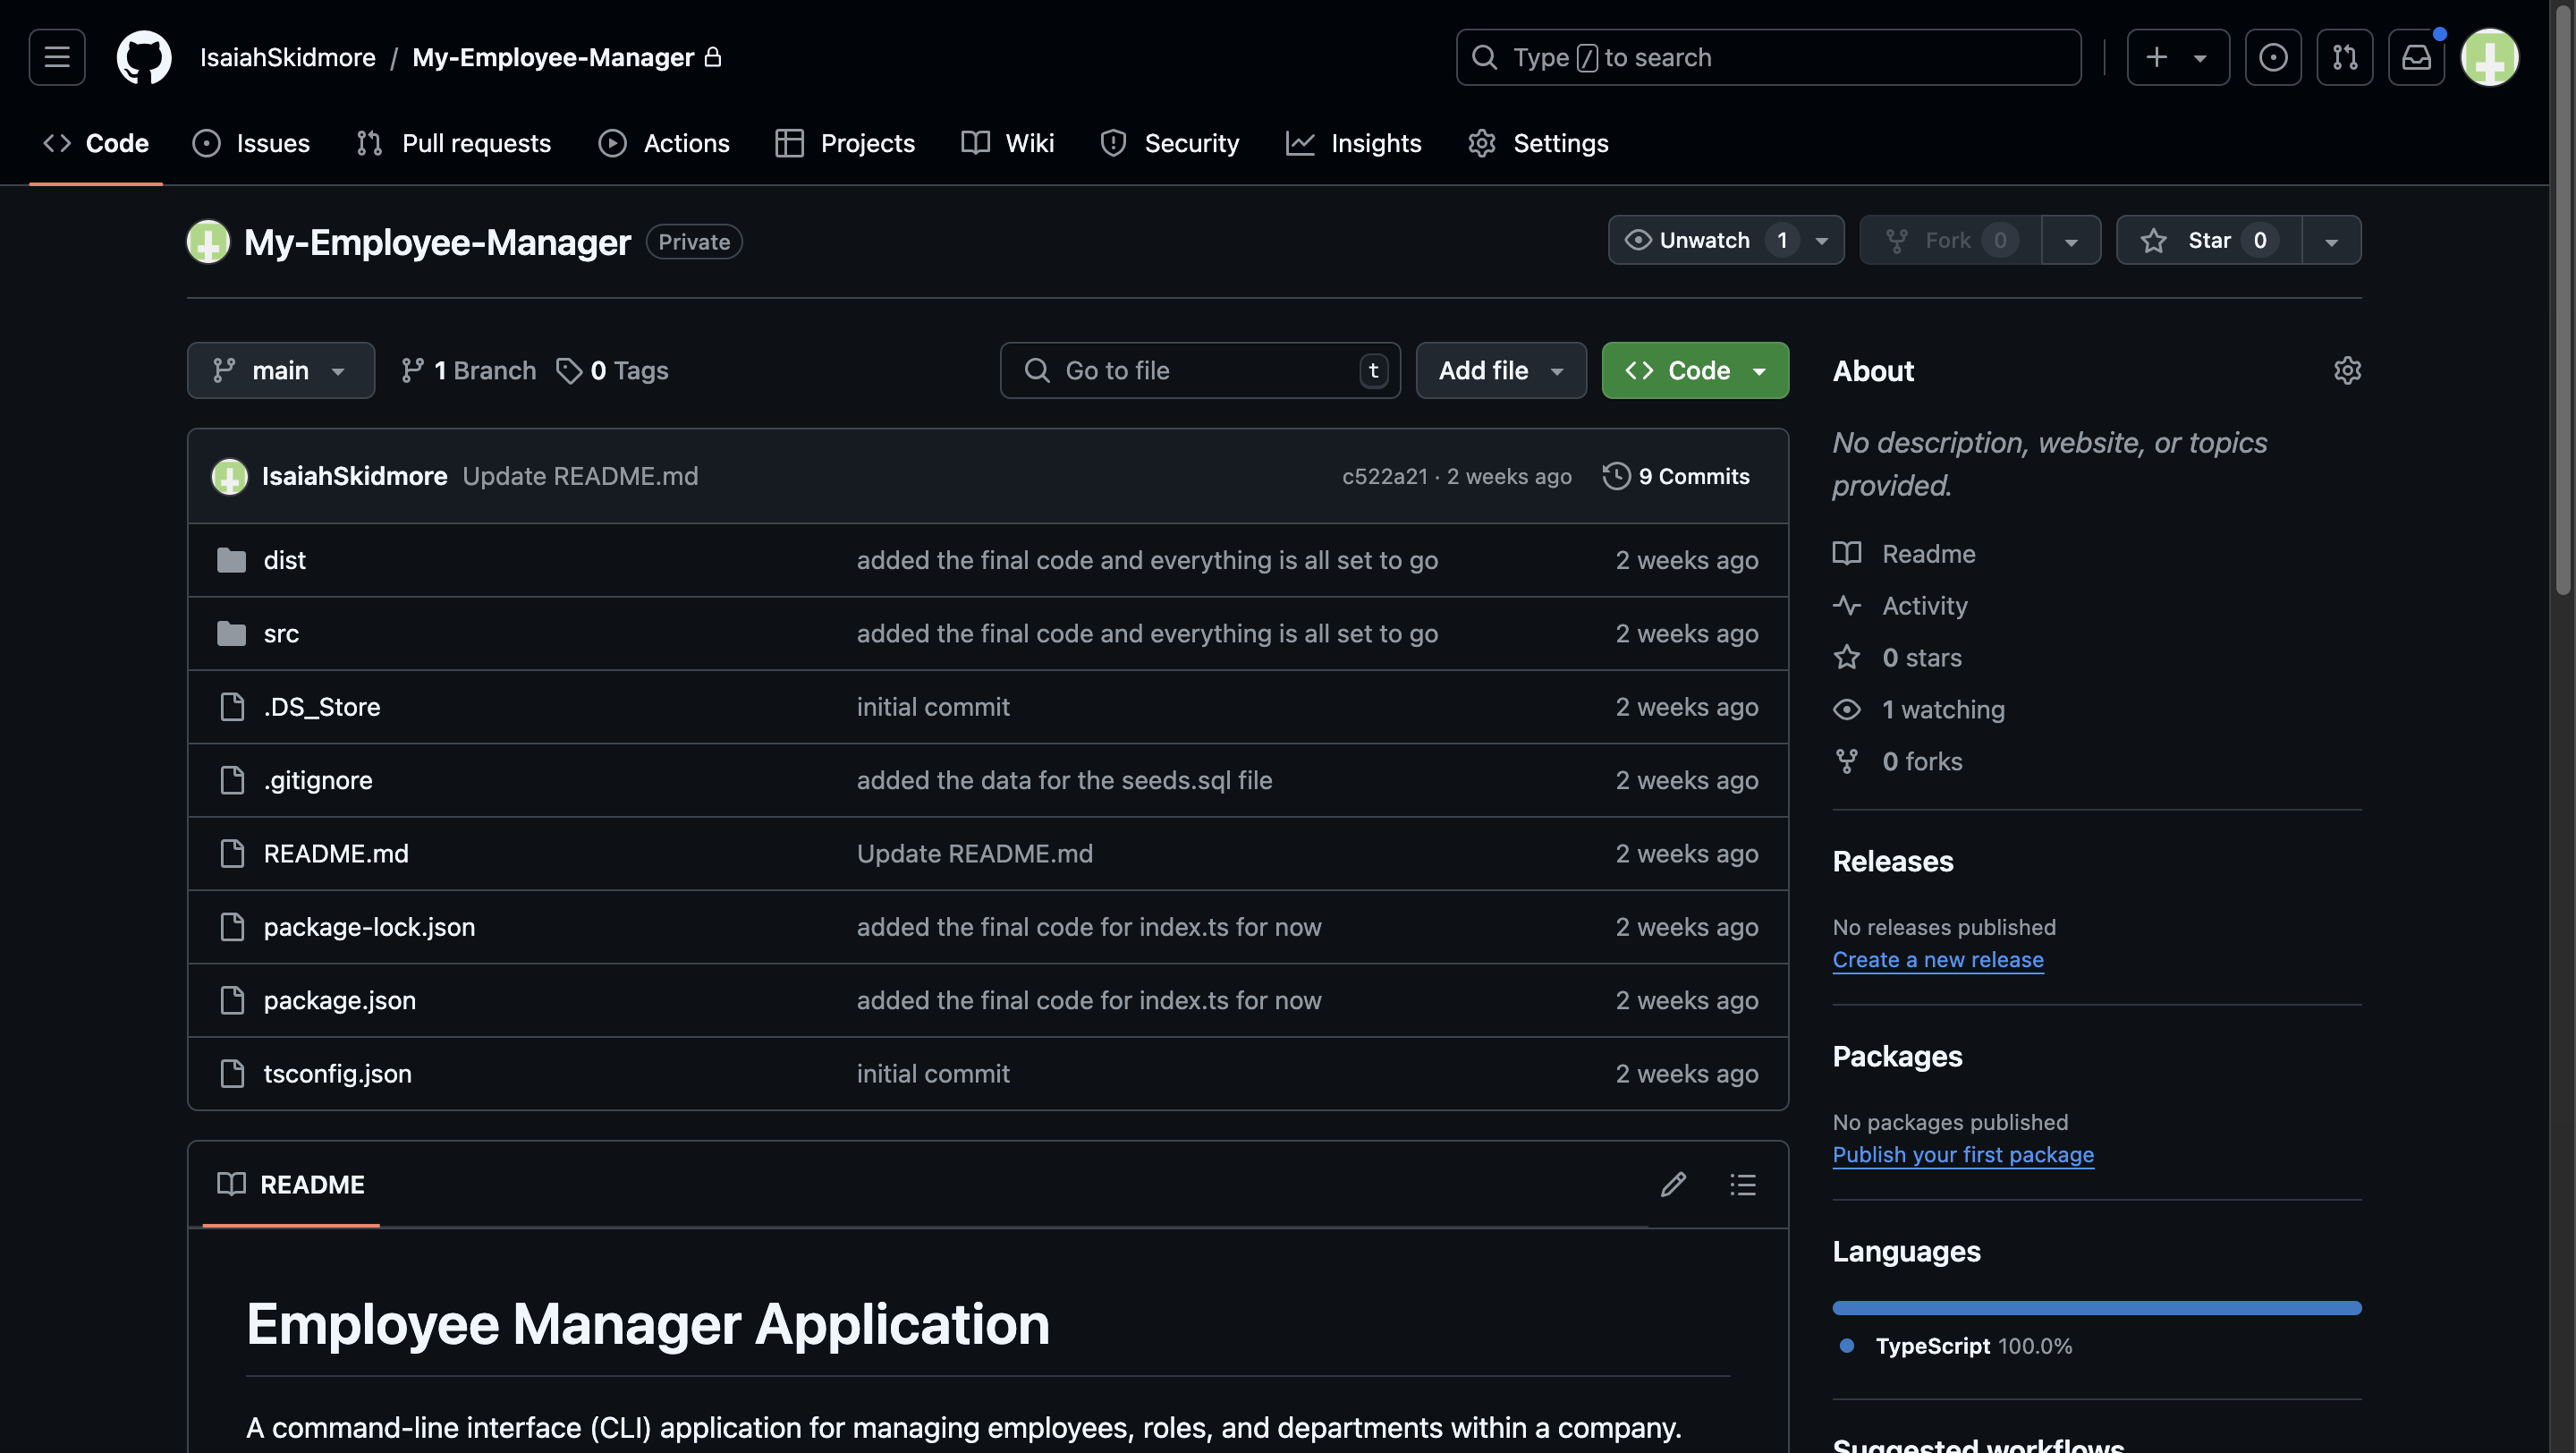 IsaiahSkidmore / My-Employee-Manager
Type / to search
Code Issues Pull requests Actions Projects Wiki Security Insights Settings
My-Employee-Manager Private
Unwatch 1 Fork 0 Star 0
main 1 Branch 0 Tags Go to file t Add file Code
IsaiahSkidmore Update README.md c522a21 · 2 weeks ago 9 Commits
dist added the final code and everything is all set to go 2 weeks ago
src added the final code and everything is all set to go 2 weeks ago
.DS_Store initial commit 2 weeks ago
.gitignore added the data for the seeds.sql file 2 weeks ago
README.md Update README.md 2 weeks ago
package-lock.json added the final code for index.ts for now 2 weeks ago
package.json added the final code for index.ts for now 2 weeks ago
tsconfig.json initial commit 2 weeks ago
README
Employee Manager Application
A command-line interface (CLI) application for managing employees, roles, and departments within a company.
About
No description, website, or topics
provided.
Readme
Activity
0 stars
1 watching
0 forks
Releases
No releases published
Create a new release
Packages
No packages published
Publish your first package
Languages
TypeScript 100.0%
Suggested workflows